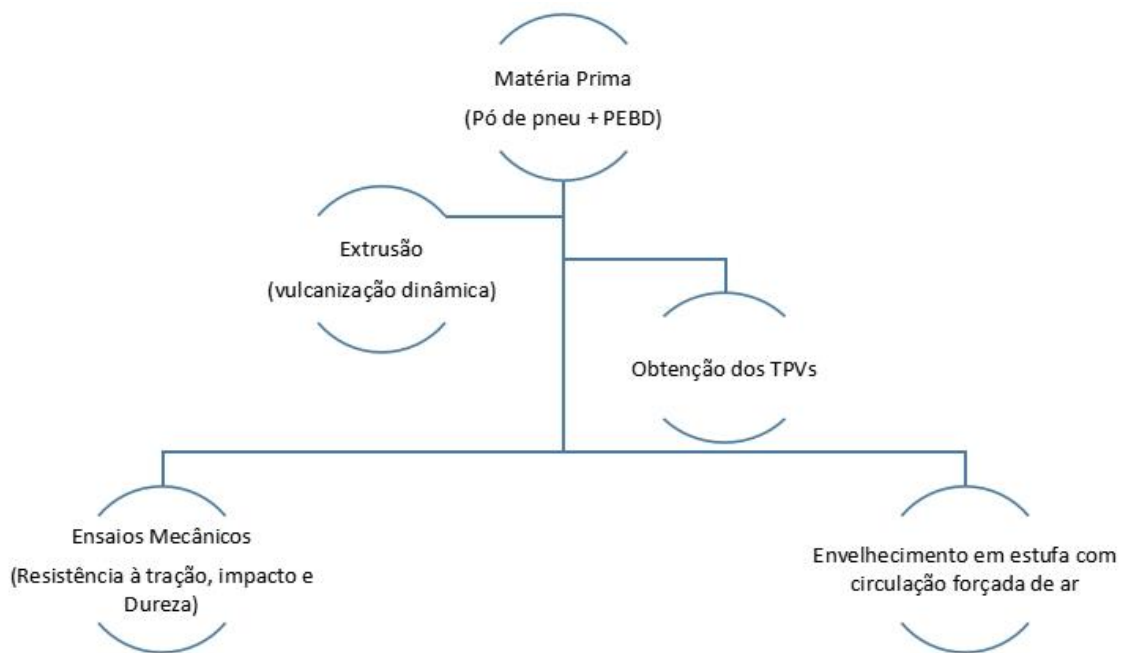 Matéria Prima
(Pó de pneu + PEBD)
Extrusão
(vulcanização dinâmica)
Obtenção dos TPVs
Ensaios Mecânicos
(Resistência à tração, impacto e
Dureza)
Envelhecimento em estufa com
circulação forçada de ar